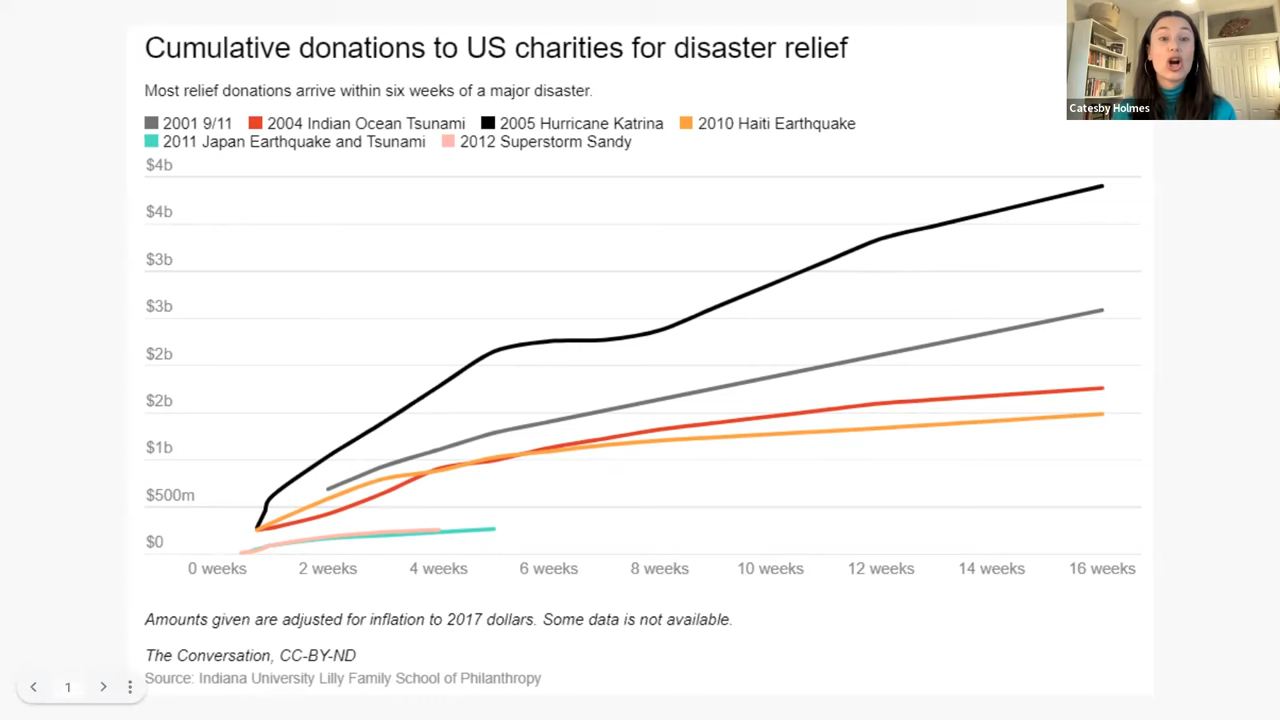 Cumulative donations to US charities for disaster relief
Catesby Holmes
Most relief donations arrive within six weeks of a major disaster.
2001 9/11 2004 Indian Ocean Tsunami 2005 Hurricane Katrina 2010 Haiti Earthquake
2011 Japan Earthquake and Tsunami 2012 Superstorm Sandy
$4b
$4b
$3b
$3b
$2b
$2b
$1b
$500m
$0
0 weeks 2 weeks 4 weeks 6 weeks 8 weeks 10 weeks 12 weeks 14 weeks 16 weeks
Amounts given are adjusted for inflation to 2017 dollars. Some data is not available.
The Conversation, CC-BY-ND
Source: Indiana University Lilly Family School of Philanthropy
1